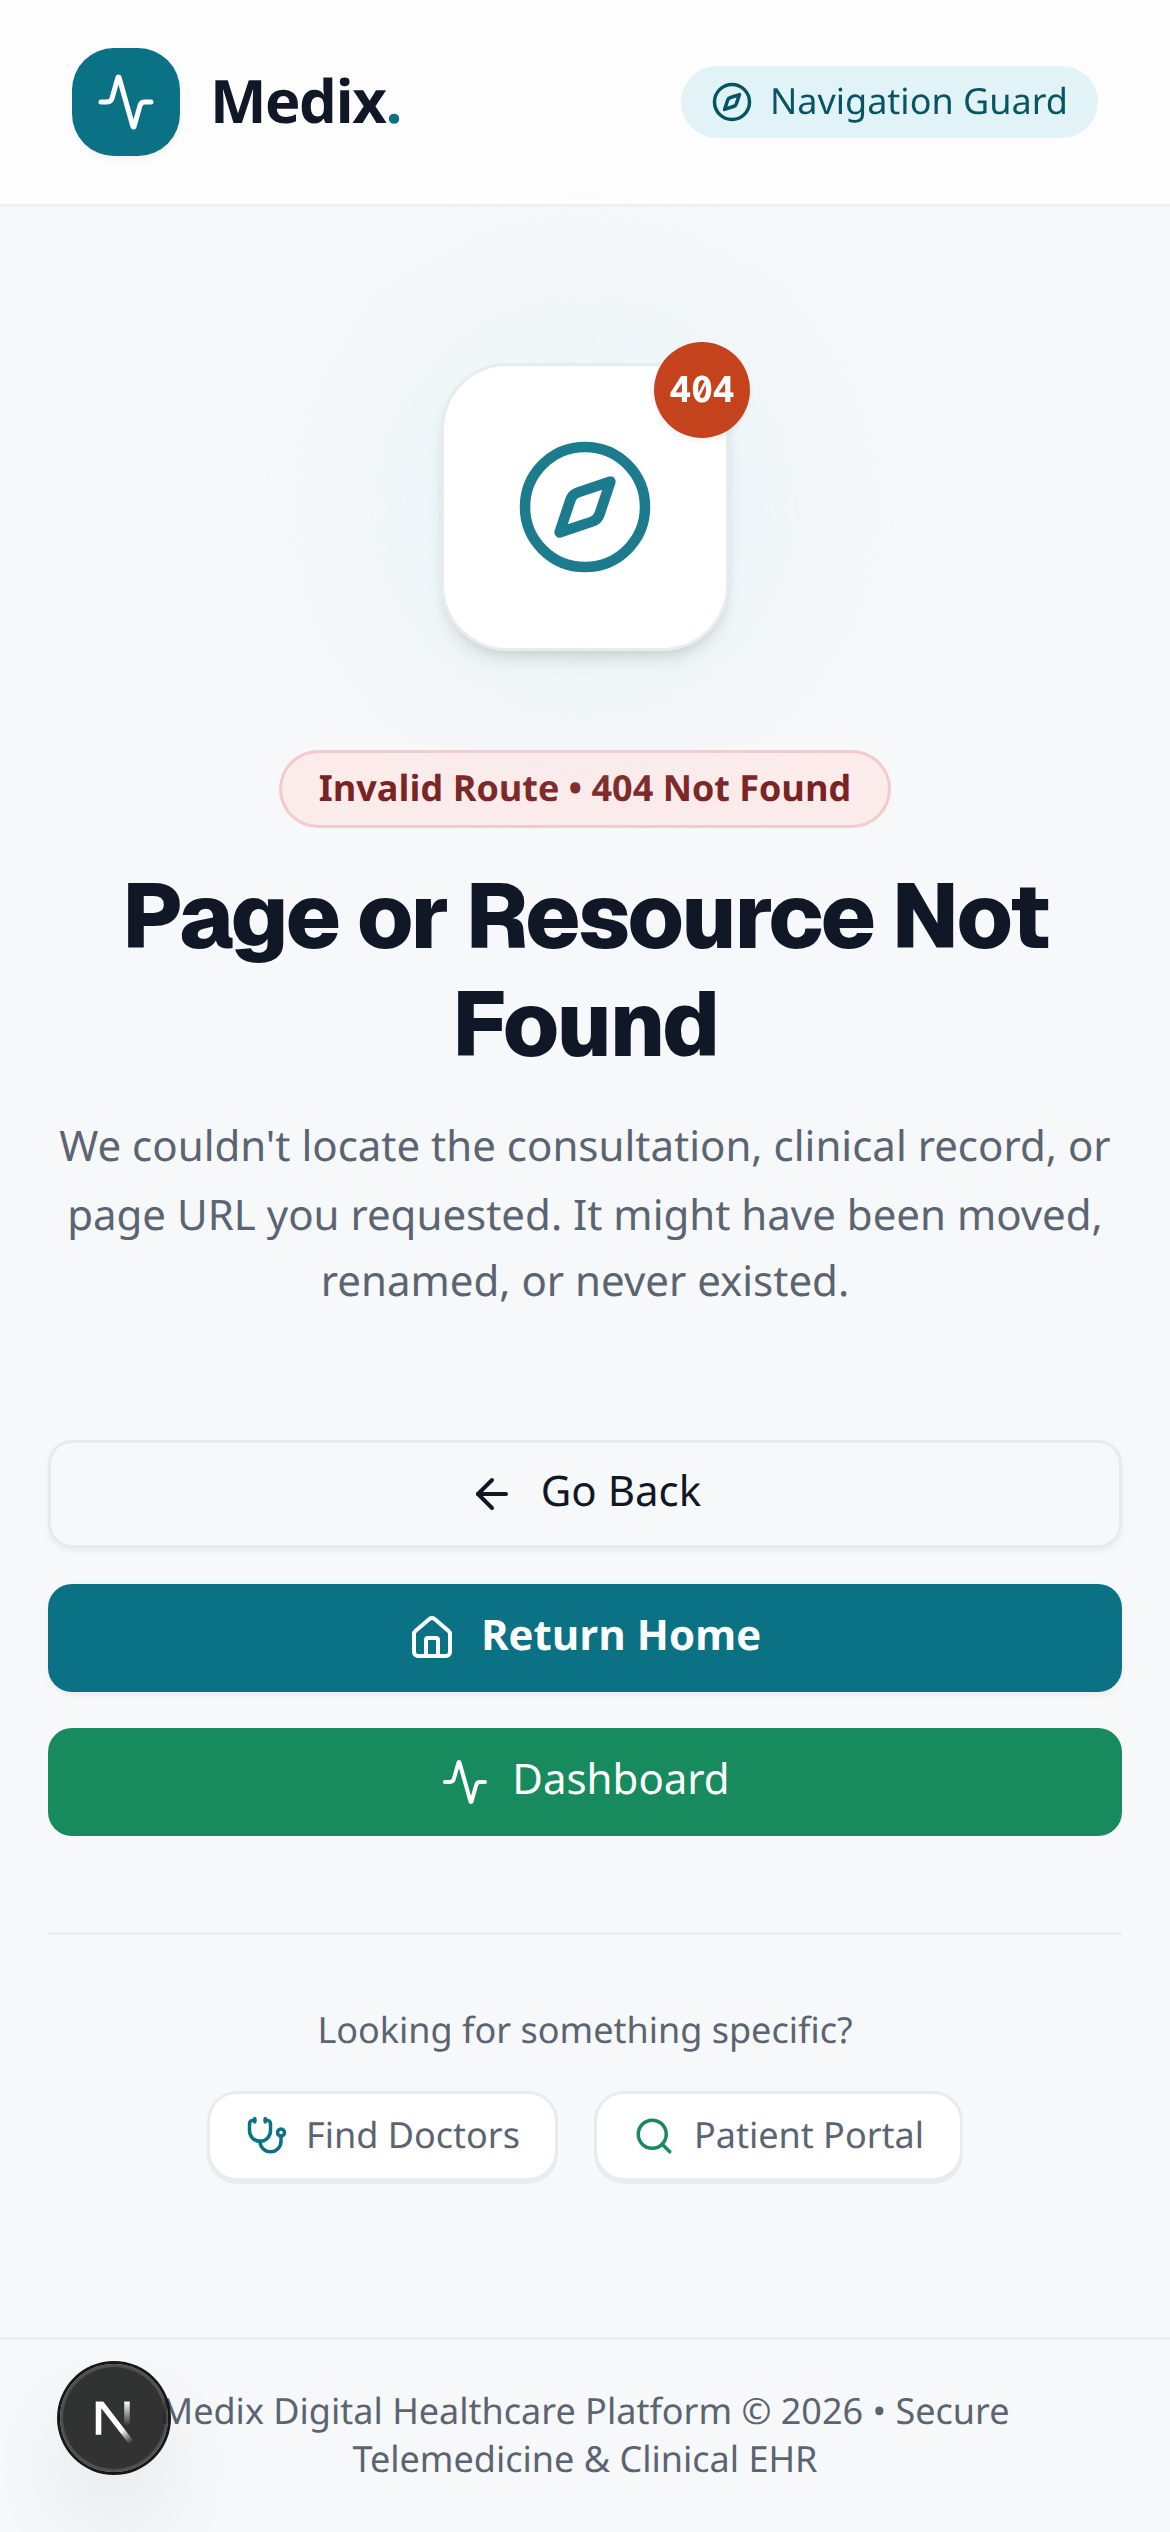 Medix.
Navigation Guard
404
Invalid Route • 404 Not Found
Page or Resource Not
Found
We couldn't locate the consultation, clinical record, or
page URL you requested. It might have been moved,
renamed, or never existed.
Go Back
Return Home
Dashboard
Looking for something specific?
Find Doctors
Patient Portal
N
Medix Digital Healthcare Platform © 2026 • Secure
Telemedicine & Clinical EHR